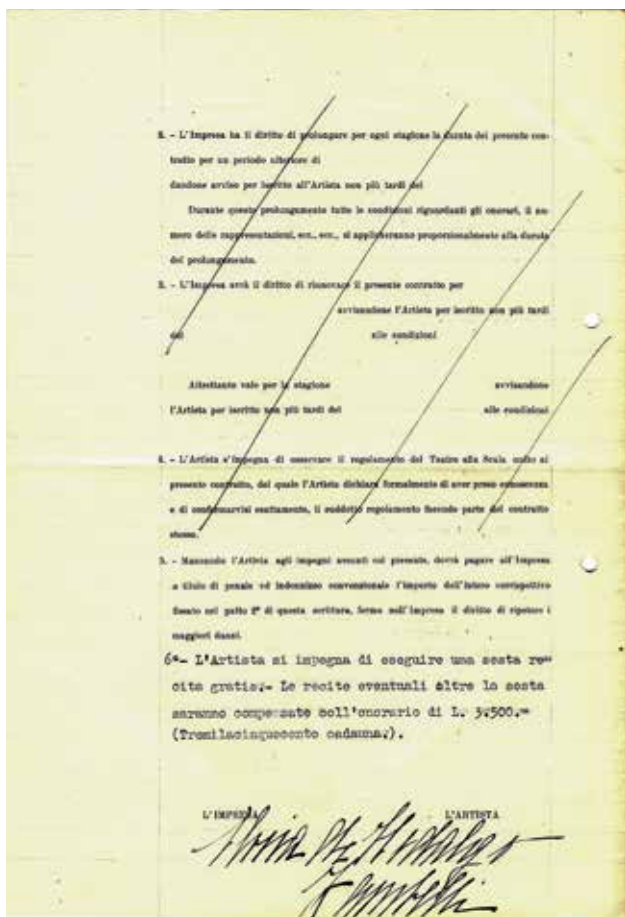 2. - L'Impresa ha il diritto di prolungare per ogni stagione la durata del presente con-
tratto per un periodo ulteriore di
dandone avviso per iscritto all'Artista non più tardi del
Durante questo prolungamento tutte le condizioni riguardanti gli onorari, il nu-
mero delle rappresentazioni, ecc., ecc., si applicheranno proporzionalmente alla durata
del prolungamento.
3. - L'Impresa avrà il diritto di rinnovare il presente contratto per
avvisandone l'Artista per iscritto non più tardi
del alle condizioni
Altrettanto vale per la stagione avvisandone
l'Artista per iscritto non più tardi del alle condizioni
4. - L'Artista s'impegna di osservare il regolamento del Teatro alla Scala unito al
presente contratto, del quale l'Artista dichiara formalmente di aver preso conoscenza
e di conformarvisi esattamente, il suddetto regolamento facendo parte del contratto
stesso.
5. - Mancando l'Artista agli impegni assunti col presente, dovrà pagare all'Impresa
a titolo di penale ed indennizzo convenzionale l'importo dell'intero corrispettivo
fissato nel patto 2° di questa scrittura, fermo nell'impresa il diritto di ripetere i
maggiori danni.
6°- L'Artista si impegna di eseguire una sesta re=
cita gratis.- Le recite eventuali oltre la sesta
saranno compensate coll'onorario di L. 3.500.=
(Tremilacinquecento cadauna.).
L'IMPRESA L'ARTISTA
de Hidalgo